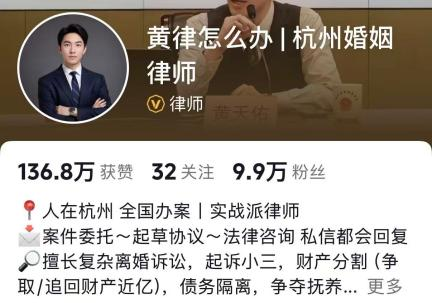 黄律怎么办 | 杭州婚姻
律师
律师
黄天佑
136.8万 获赞 32 关注 9.9万 粉丝
📍人在杭州 全国办案丨实战派律师
📩案件委托～起草协议～法律咨询 私信都会回复
🔎擅长复杂离婚诉讼，起诉小三，财产分割 (争
取/追回财产近亿)，债务隔离，争夺抚养... 更多